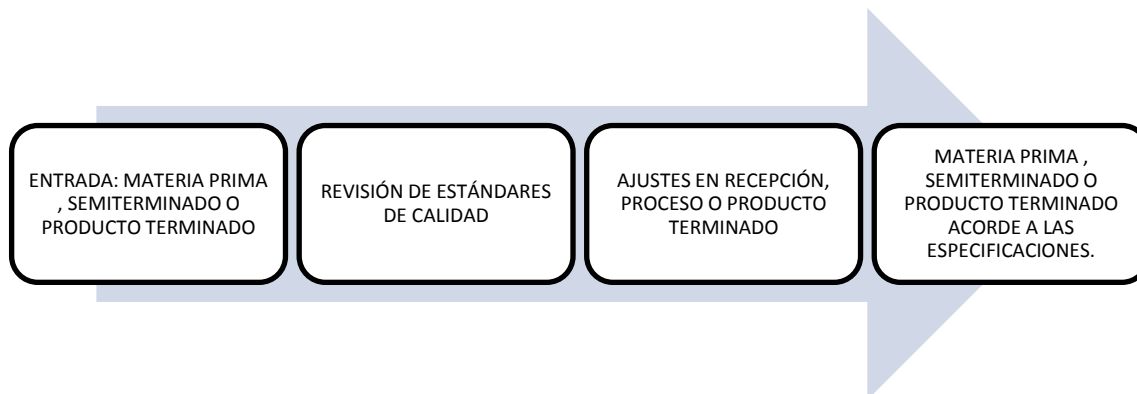 ENTRADA: MATERIA PRIMA
, SEMITERMINADO O
PRODUCTO TERMINADO
REVISIÓN DE ESTÁNDARES
DE CALIDAD
AJUSTES EN RECEPCIÓN,
PROCESO O PRODUCTO
TERMINADO
MATERIA PRIMA ,
SEMITERMINADO O
PRODUCTO TERMINADO
ACORDE A LAS
ESPECIFICACIONES.